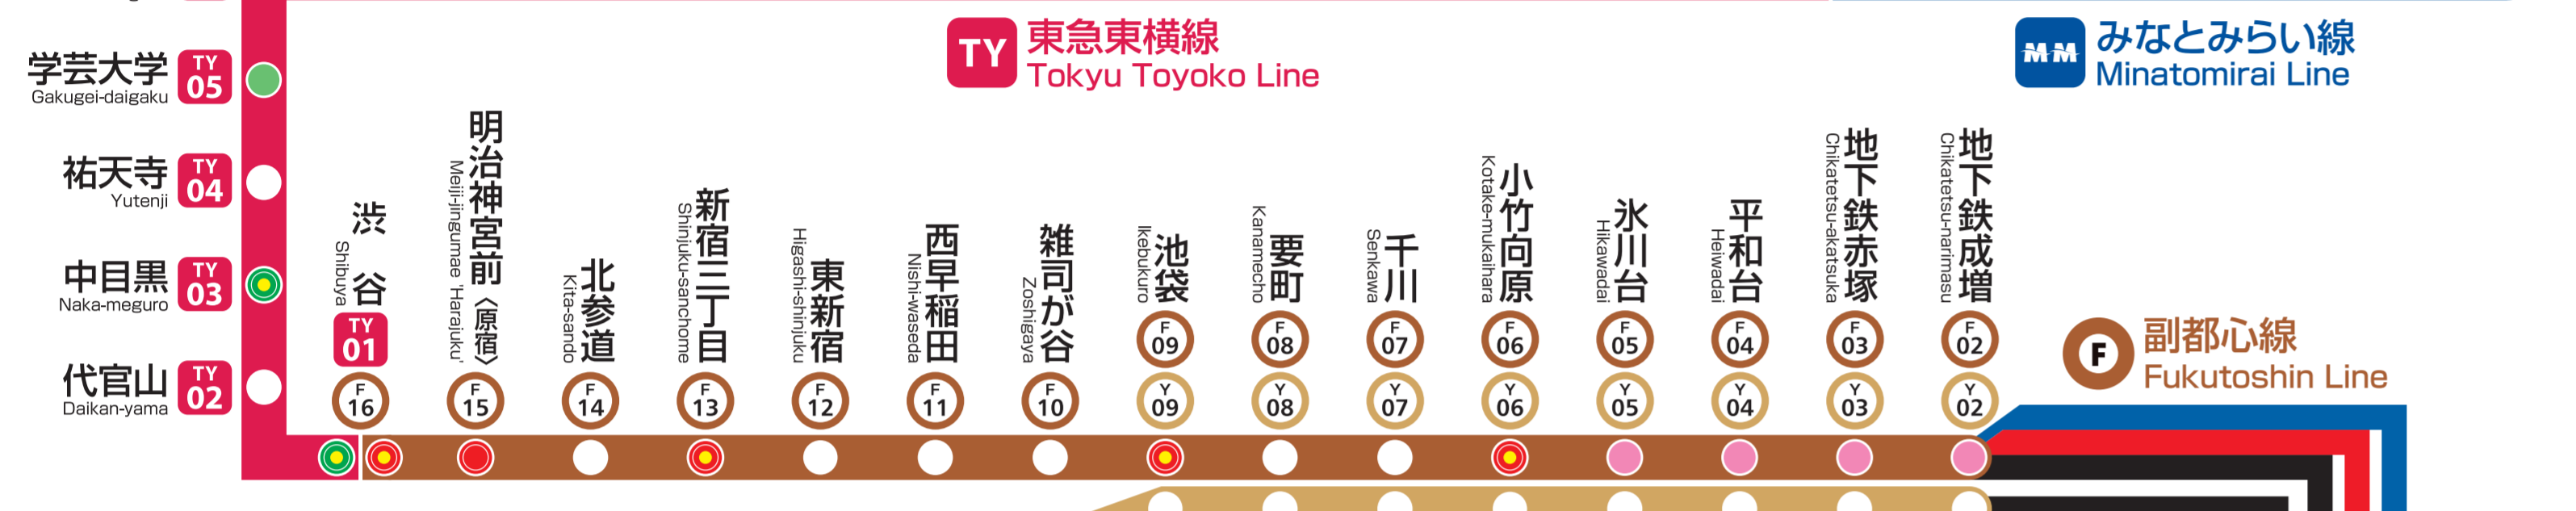 TY
東急東横線
Tokyu Toyoko Line
MM
みなとみらい線
Minatomirai Line
学芸大学
Gakugei-daigaku
TY
05
祐天寺
Yutenji
TY
04
中目黒
Naka-meguro
TY
03
代官山
Daikan-yama
TY
02
渋谷
Shibuya
TY
01
F
16
明治神宮前〈原宿〉
Meiji-jingumae 'Harajuku'
F
15
北参道
Kita-sando
F
14
新宿三丁目
Shinjuku-sanchome
F
13
東新宿
Higashi-shinjuku
F
12
西早稲田
Nishi-waseda
F
11
雑司が谷
Zoshigaya
F
10
池袋
Ikebukuro
F
09
Y
09
要町
Kanamecho
F
08
Y
08
千川
Senkawa
F
07
Y
07
小竹向原
Kotake-mukaihara
F
06
Y
06
氷川台
Hikawadai
F
05
Y
05
平和台
Heiwadai
F
04
Y
04
地下鉄赤塚
Chikatetsu-akatsuka
F
03
Y
03
地下鉄成増
Chikatetsu-narimasu
F
02
Y
02
F
副都心線
Fukutoshin Line